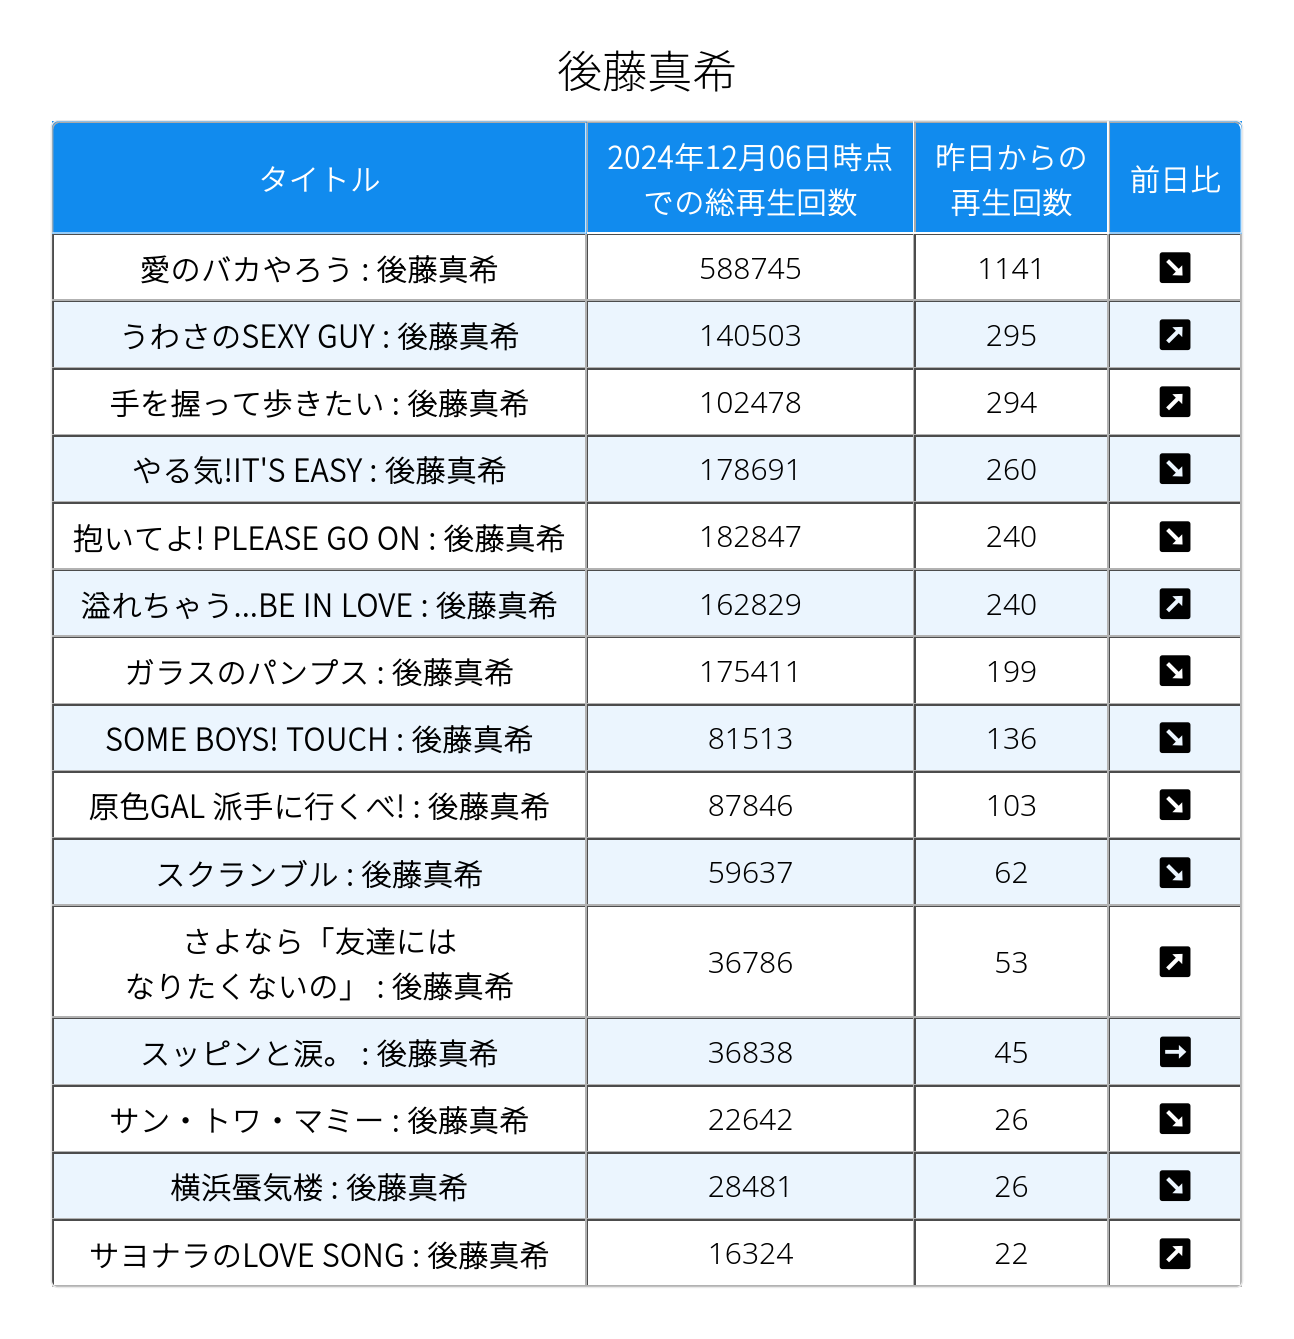 後藤真希
タイトル
2024年12月06日時点
での総再生回数
昨日からの
再生回数
前日比
愛のバカやろう : 後藤真希 588745 1141 ↘
うわさのSEXY GUY : 後藤真希 140503 295 ↗
手を握って歩きたい : 後藤真希 102478 294 ↗
やる気!IT'S EASY : 後藤真希 178691 260 ↘
抱いてよ! PLEASE GO ON : 後藤真希 182847 240 ↘
溢れちゃう...BE IN LOVE : 後藤真希 162829 240 ↗
ガラスのパンプス : 後藤真希 175411 199 ↘
SOME BOYS! TOUCH : 後藤真希 81513 136 ↘
原色GAL 派手に行くべ! : 後藤真希 87846 103 ↘
スクランブル : 後藤真希 59637 62 ↘
さよなら「友達には
なりたくないの」 : 後藤真希 36786 53 ↗
スッピンと涙。 : 後藤真希 36838 45 →
サン・トワ・マミー : 後藤真希 22642 26 ↘
横浜蜃気楼 : 後藤真希 28481 26 ↘
サヨナラのLOVE SONG : 後藤真希 16324 22 ↗